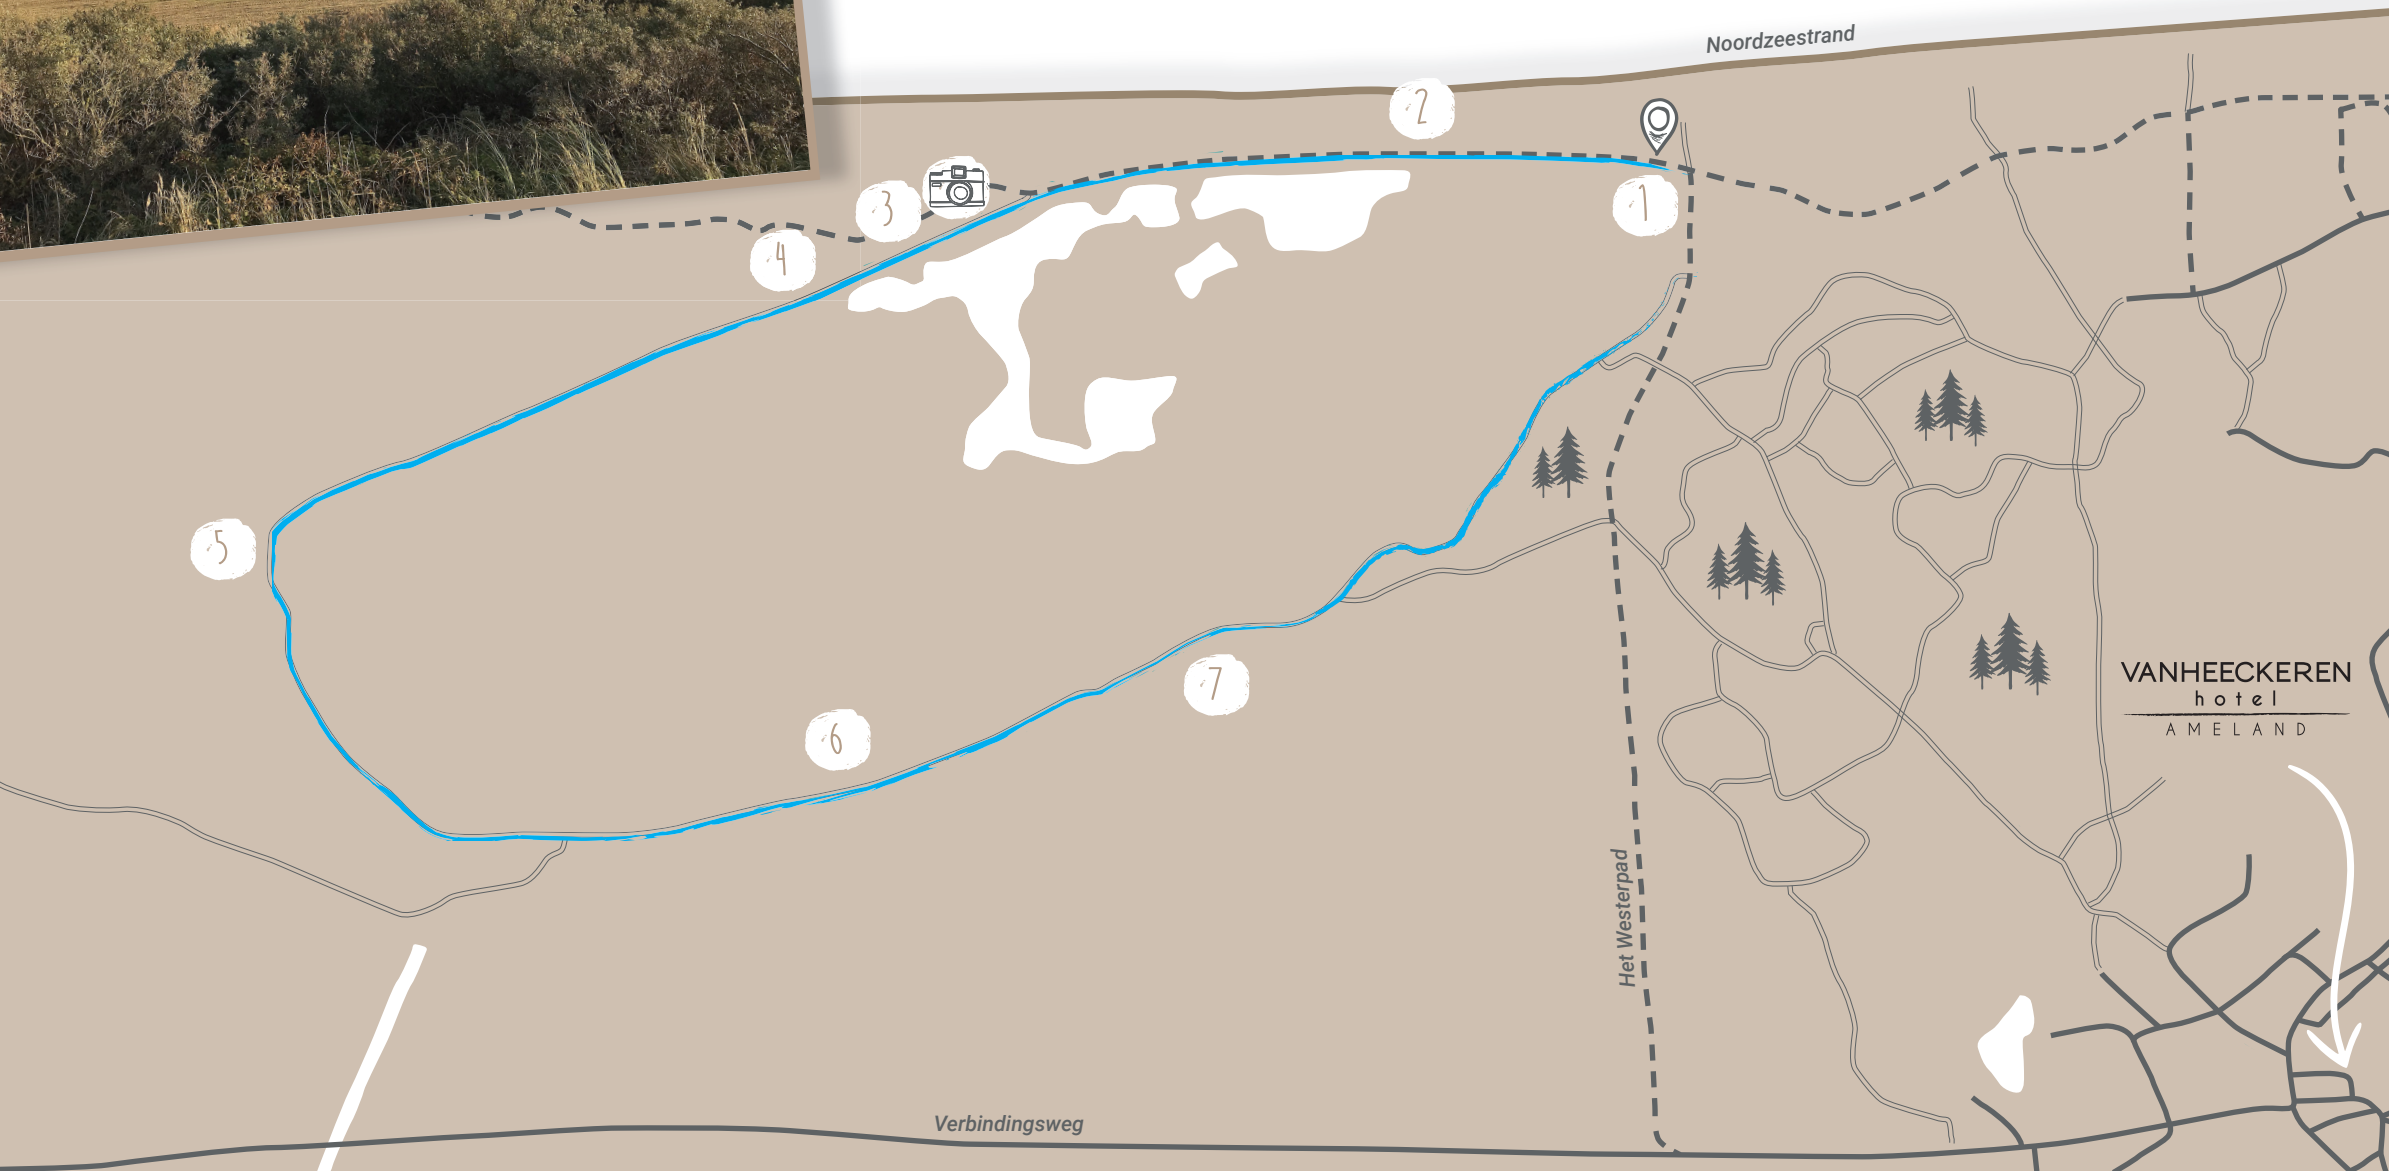 Noordzeestrand
2
3
1
4
5
7
6
VANHEECKEREN
hotel
AMELAND
Het Westerpad
Verbindingsweg